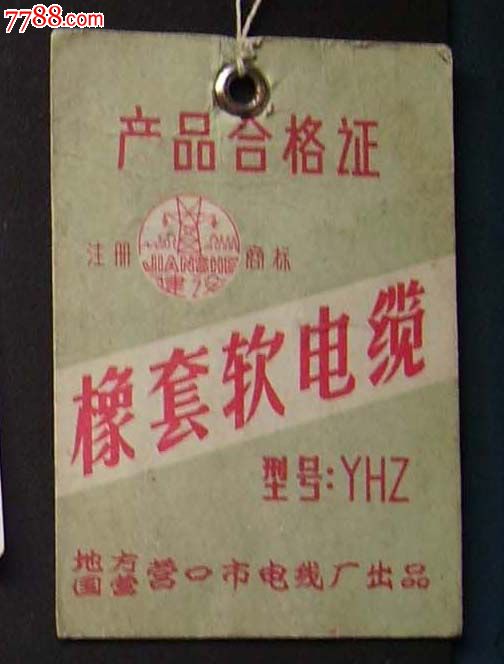 7788.com
产品合格证
注册 JIANSHE 建设 商标
橡套软电缆
型号:YHZ
地方国营营口市电线厂出品